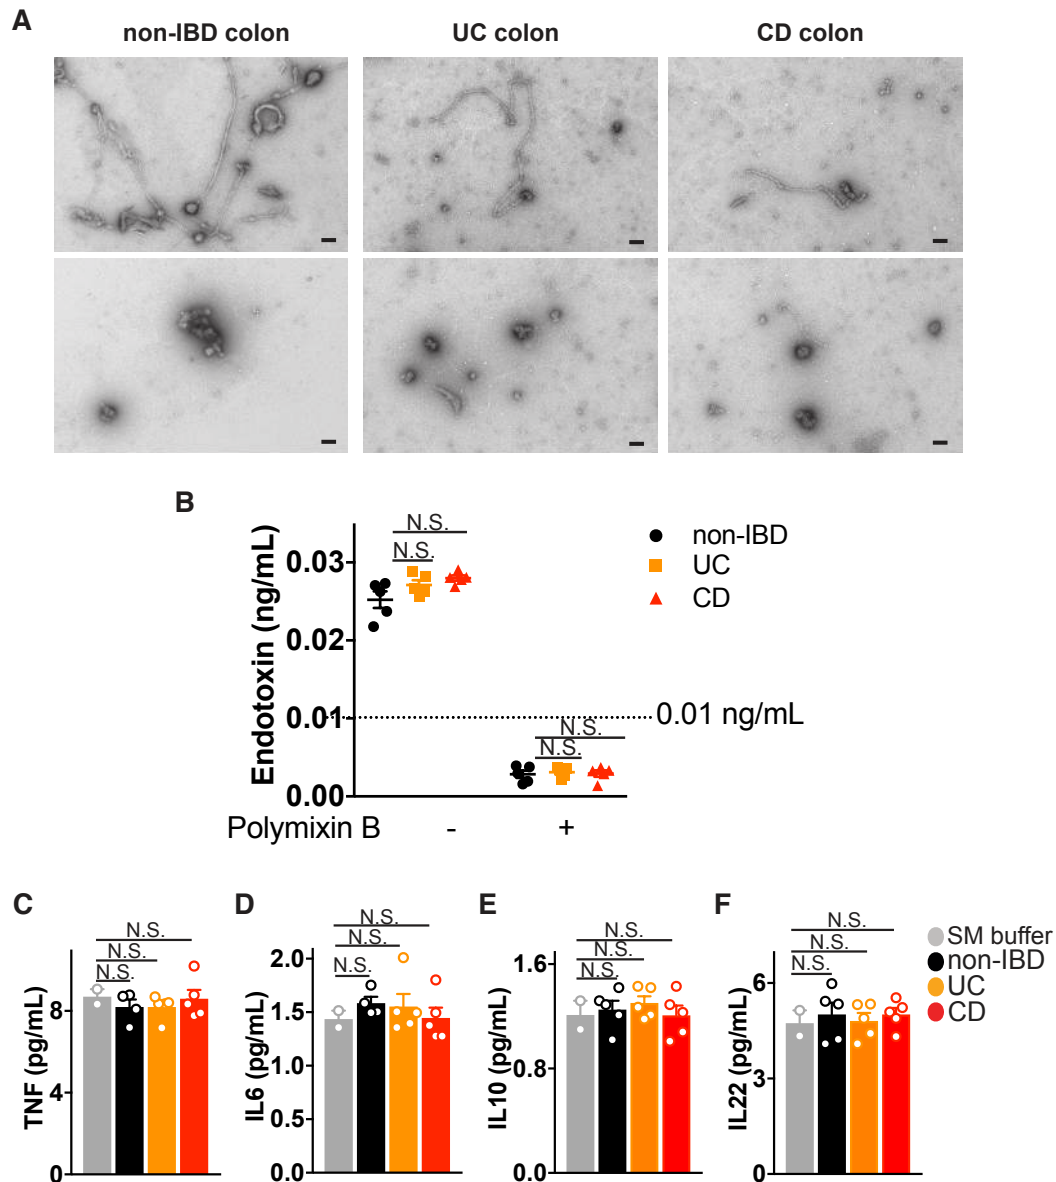 A
non-IBD colon UC colon CD colon
B
Endotoxin (ng/mL)
0.03
0.02
0.01
0.00
N.S.
N.S.
non-IBD
UC
CD
0.01 ng/mL
N.S.
N.S.
Polymixin B - +
C
TNF (pg/mL)
8
4
0
N.S.
N.S.
N.S.
D
IL6 (pg/mL)
2.0
1.5
1.0
0.5
0.0
N.S.
N.S.
N.S.
E
IL10 (pg/mL)
1.6
0.8
0.0
N.S.
N.S.
N.S.
F
IL22 (pg/mL)
6
3
0
N.S.
N.S.
N.S.
SM buffer
non-IBD
UC
CD